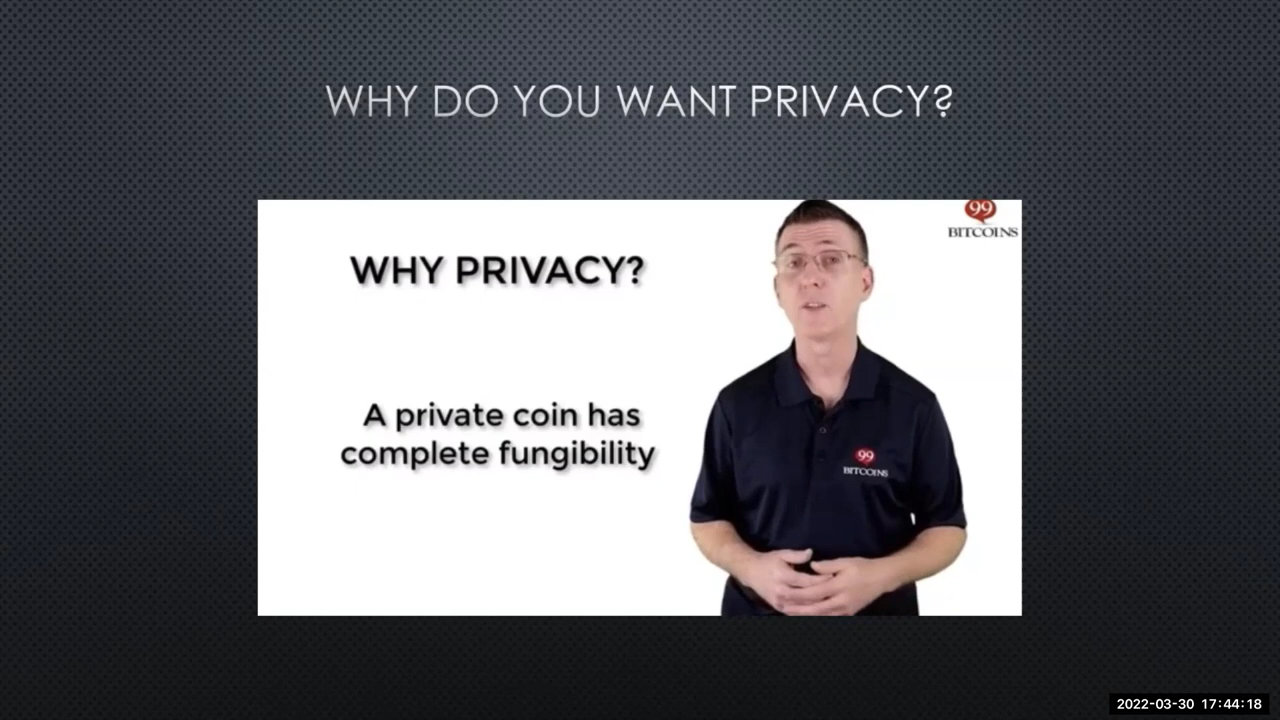 WHY DO YOU WANT PRIVACY?
99
BITCOINS
WHY PRIVACY?
A private coin has
complete fungibility
99
BITCOINS
2022-03-30 17:44:18